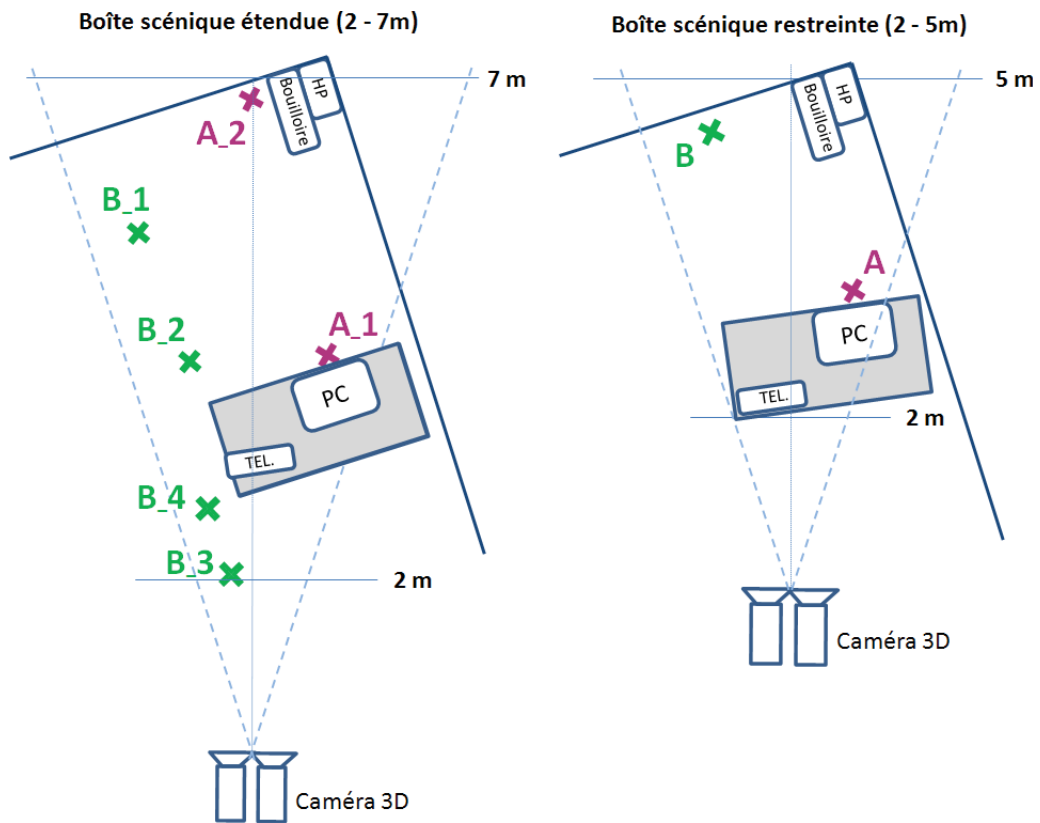 Boîte scénique étendue (2 - 7m)
7 m
HP
Bouilloire
A_2
B_1
B_2
A_1
PC
TEL.
B_4
B_3
2 m
Caméra 3D
Boîte scénique restreinte (2 - 5m)
5 m
HP
Bouilloire
B
A
PC
TEL.
2 m
Caméra 3D